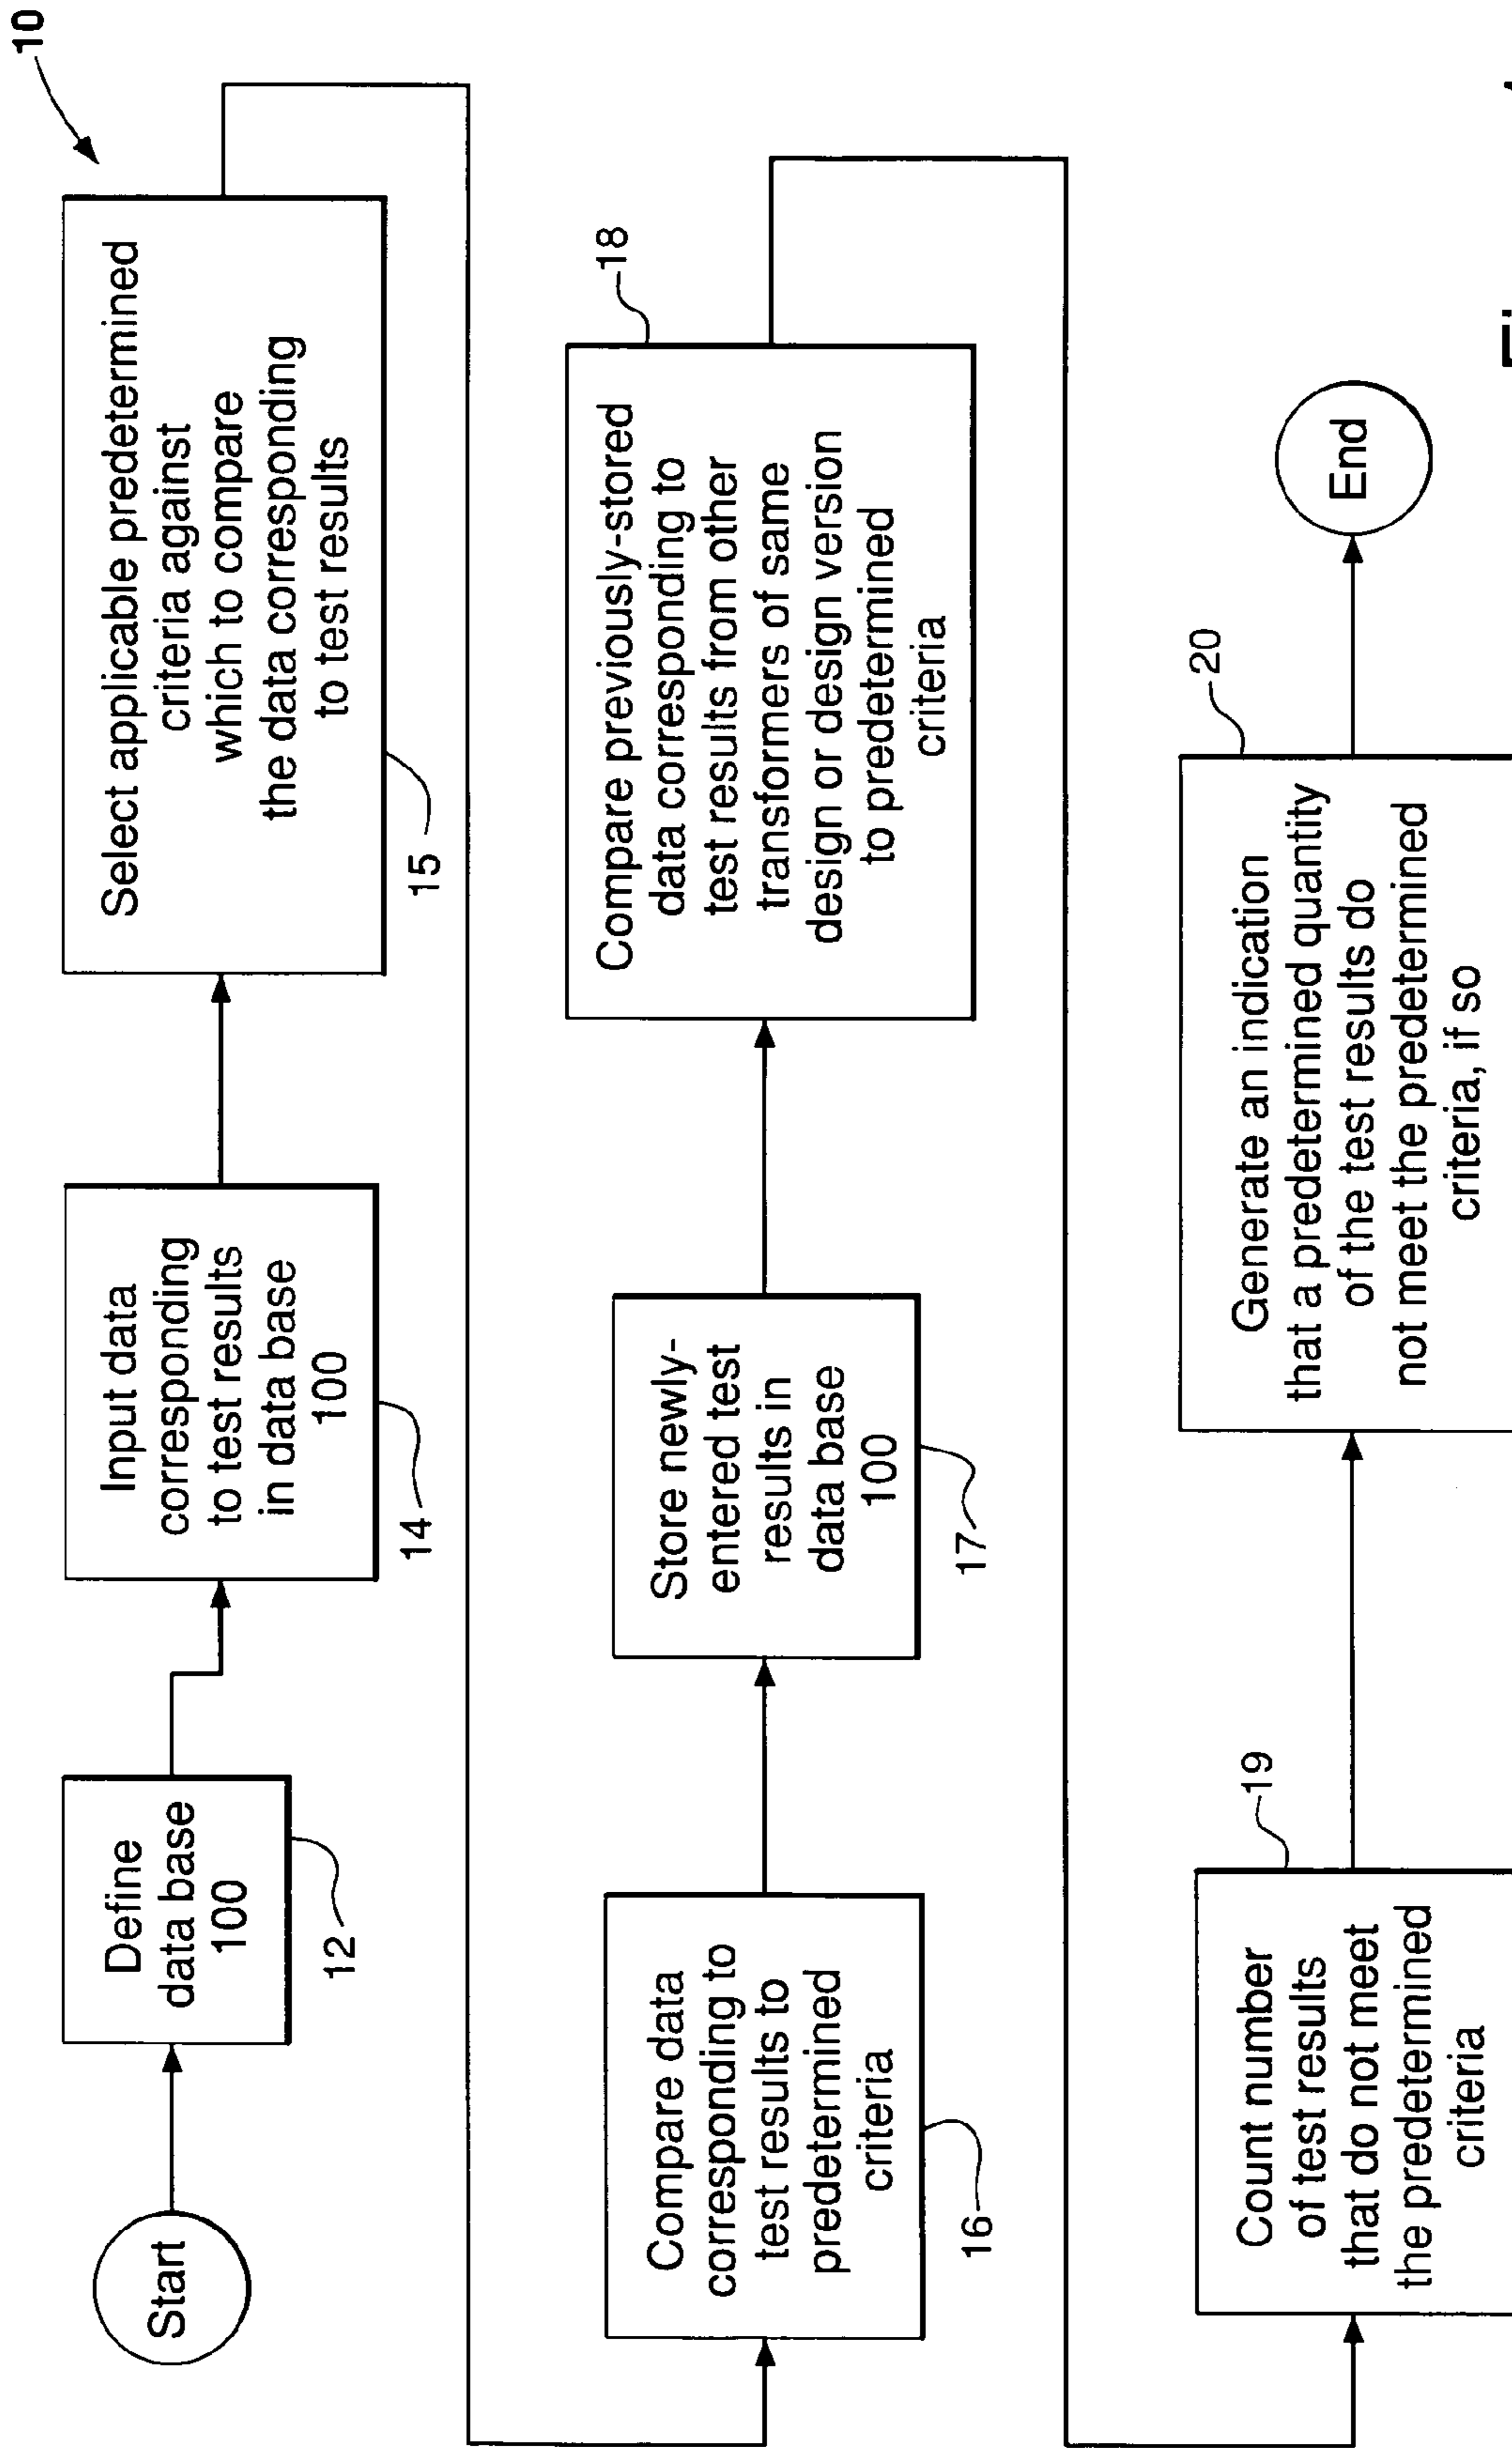 10
Start
Define
data base
100
12
Input data
corresponding
to test results
in data base
100
14
Select applicable predetermined
criteria against
which to compare
the data corresponding
to test results
15
Compare data
corresponding to
test results to
predetermined
criteria
16
Store newly-
entered test
results in
data base
100
17
Compare previously-stored
data corresponding to
test results from other
transformers of same
design or design version
to predetermined
criteria
18
Count number
of test results
that do not meet
the predetermined
criteria
19
Generate an indication
that a predetermined quantity
of the test results do
not meet the predetermined
criteria, if so
20
End